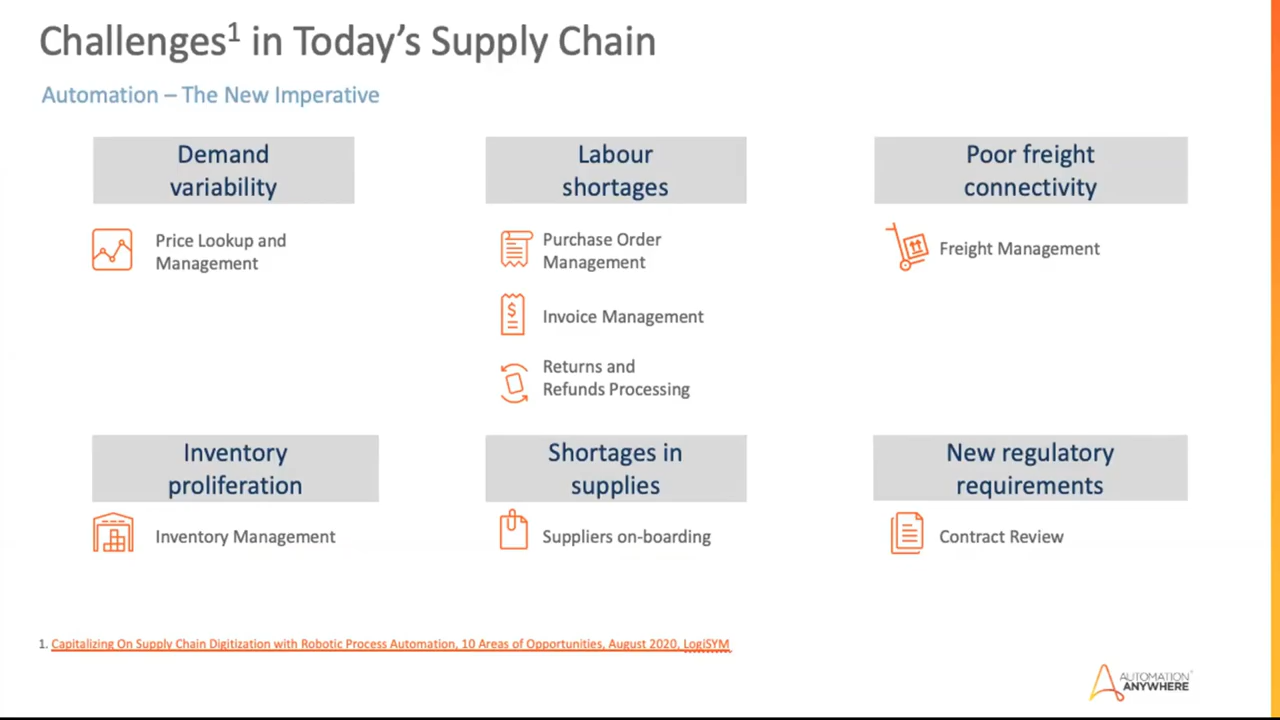 Challenges¹ in Today's Supply Chain
Automation – The New Imperative
Demand
variability
Price Lookup and
Management
Labour
shortages
Purchase Order
Management
Invoice Management
Returns and
Refunds Processing
Poor freight
connectivity
Freight Management
Inventory
proliferation
Inventory Management
Shortages in
supplies
Suppliers on-boarding
New regulatory
requirements
Contract Review
1. Capitalizing On Supply Chain Digitization with Robotic Process Automation, 10 Areas of Opportunities, August 2020, LogiSYM
AUTOMATION
ANYWHERE